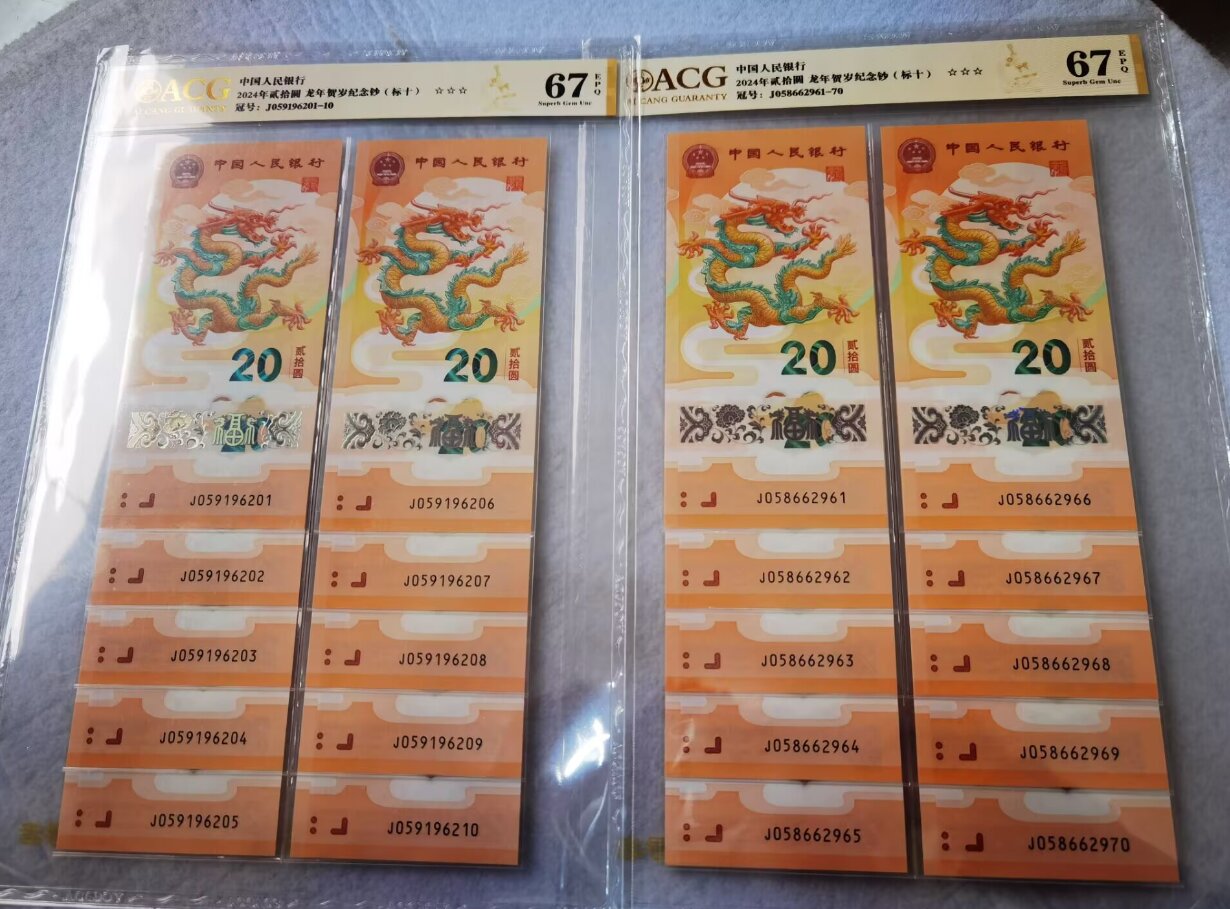 ACG
中国人民银行
2024年贰拾圆 龙年贺岁纪念钞（标十） ☆☆☆
冠号：J059196201-10
67 EPQ
Superb Gem Unc
ACG
CANG GUARANTY
中国人民银行
2024年贰拾圆 龙年贺岁纪念钞（标十） ☆☆☆
冠号：J058662961-70
67 EPQ
Superb Gem Unc
中国人民银行
20 贰拾圆
福
J059196201
J059196202
J059196203
J059196204
J059196205
中国人民银行
20 贰拾圆
福
J059196206
J059196207
J059196208
J059196209
J059196210
中国人民银行
20 贰拾圆
福
J058662961
J058662962
J058662963
J058662964
J058662965
中国人民银行
20 贰拾圆
福
J058662966
J058662967
J058662968
J058662969
J058662970